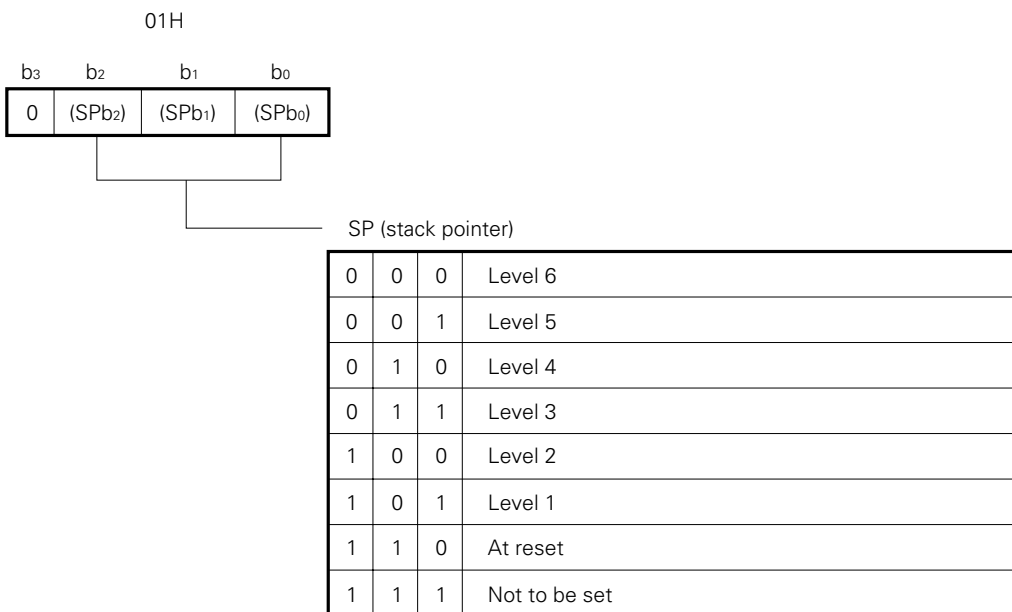 01H
b3 b2 b1 b0
0 (SPb2) (SPb1) (SPb0)
SP (stack pointer)
0 0 0 Level 6
0 0 1 Level 5
0 1 0 Level 4
0 1 1 Level 3
1 0 0 Level 2
1 0 1 Level 1
1 1 0 At reset
1 1 1 Not to be set